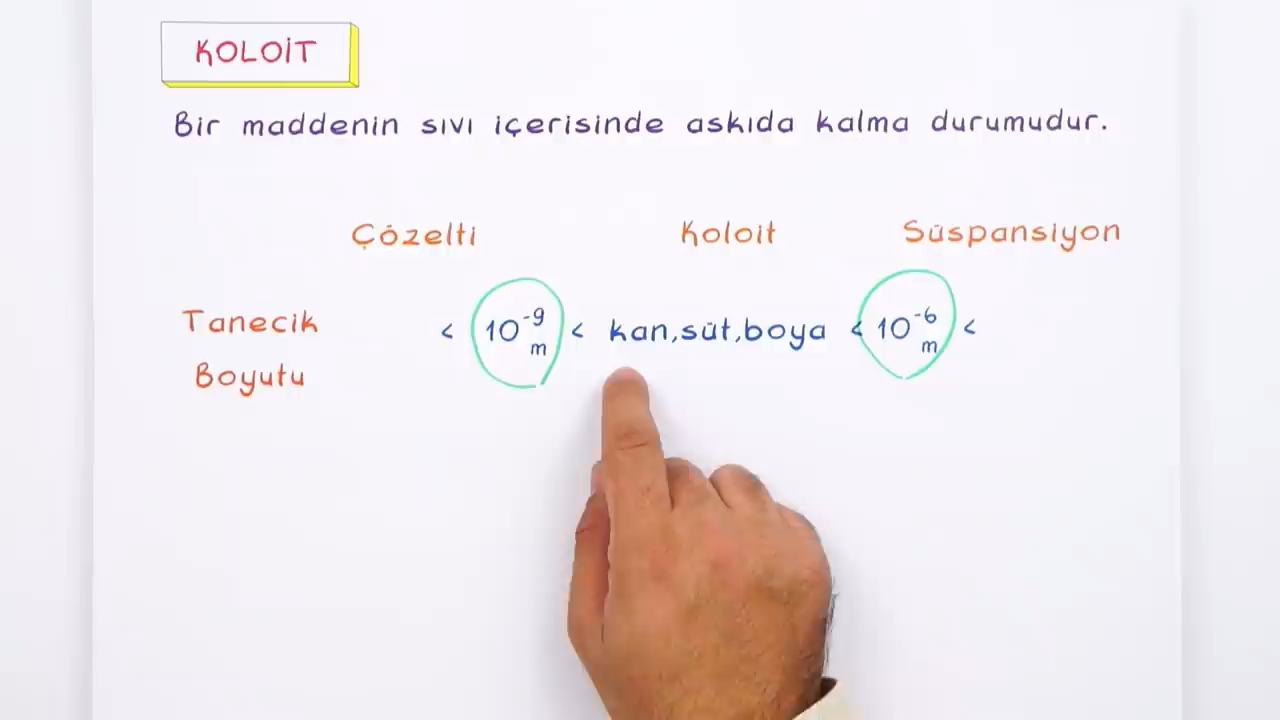 KOLOİT
Bir maddenin sıvı içerisinde askıda kalma durumudur.
Çözelti Koloit Süspansiyon
Tanecik < 10⁻⁹ m < kan,süt,boya < 10⁻⁶ m <
Boyutu